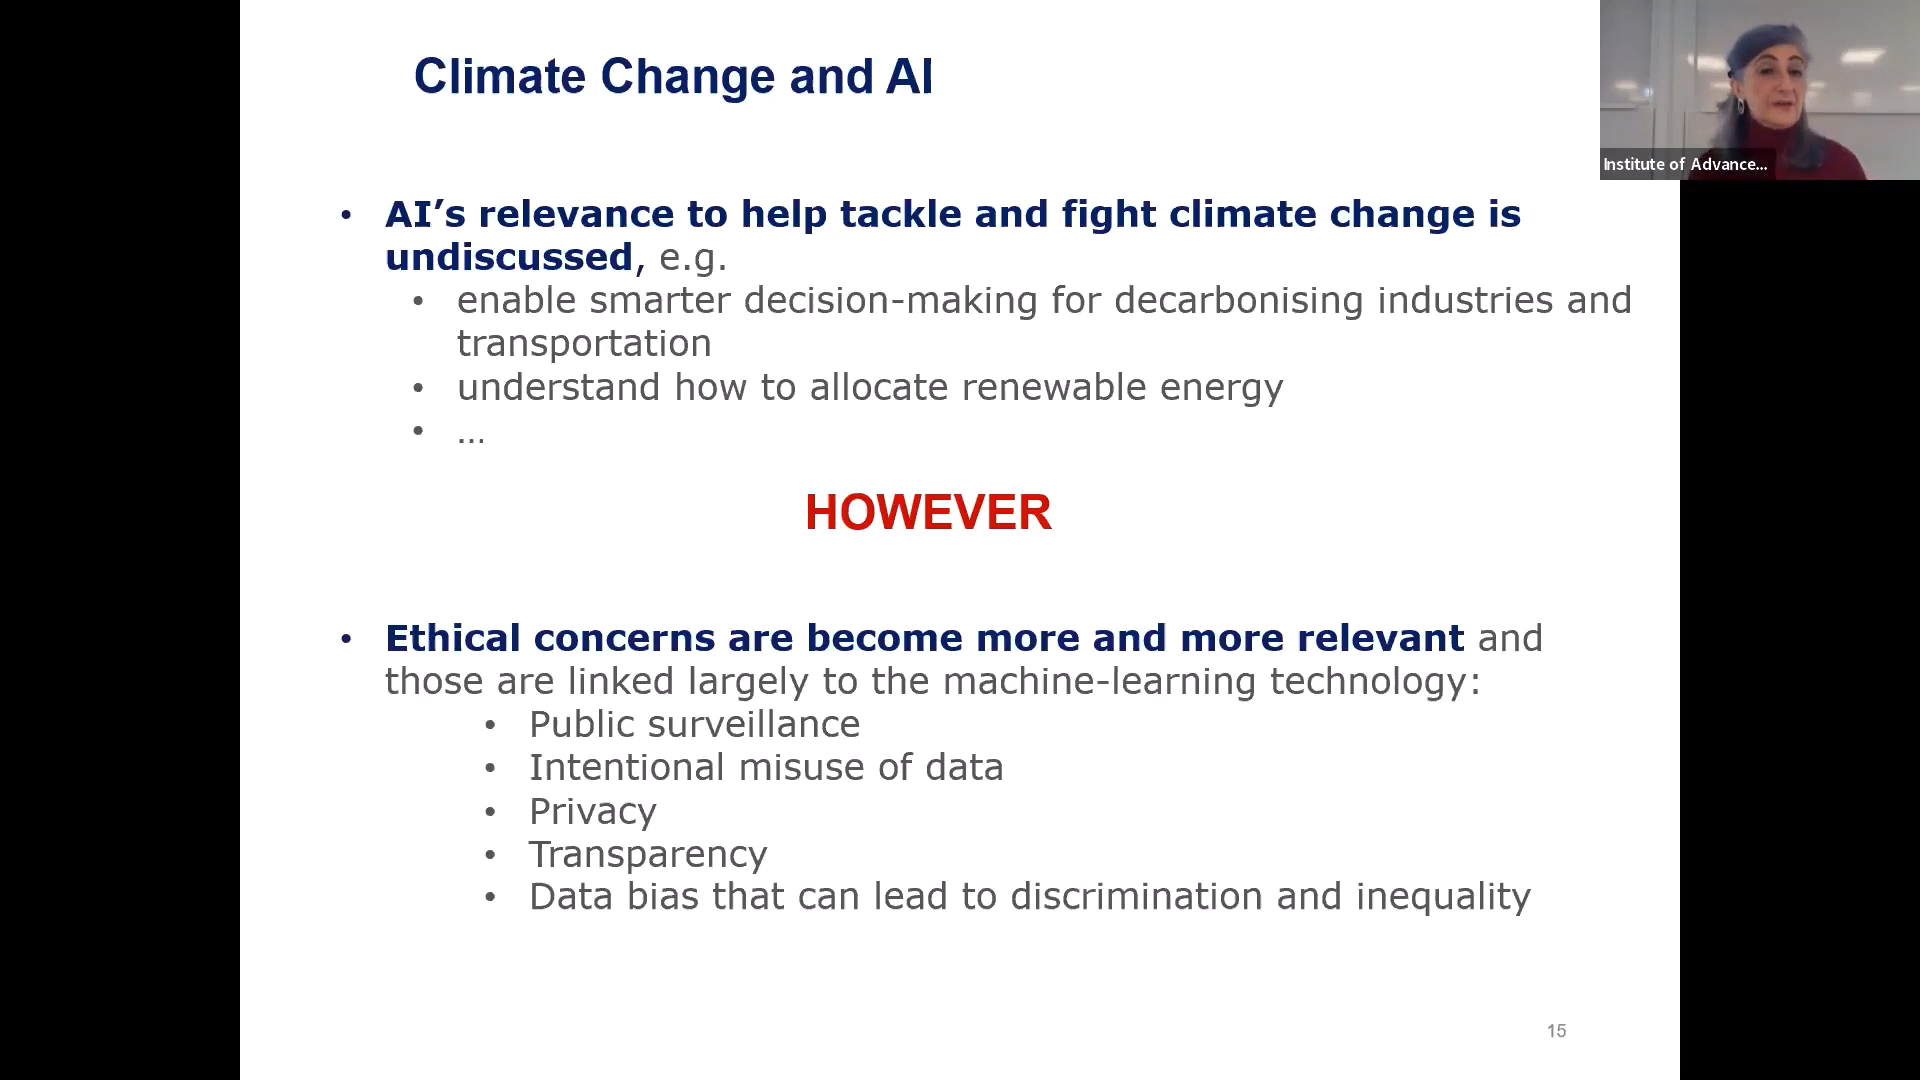 Climate Change and AI
Institute of Advance...
• AI’s relevance to help tackle and fight climate change is
undiscussed, e.g.
• enable smarter decision-making for decarbonising industries and
transportation
• understand how to allocate renewable energy
• ...
HOWEVER
• Ethical concerns are become more and more relevant and
those are linked largely to the machine-learning technology:
• Public surveillance
• Intentional misuse of data
• Privacy
• Transparency
• Data bias that can lead to discrimination and inequality
15